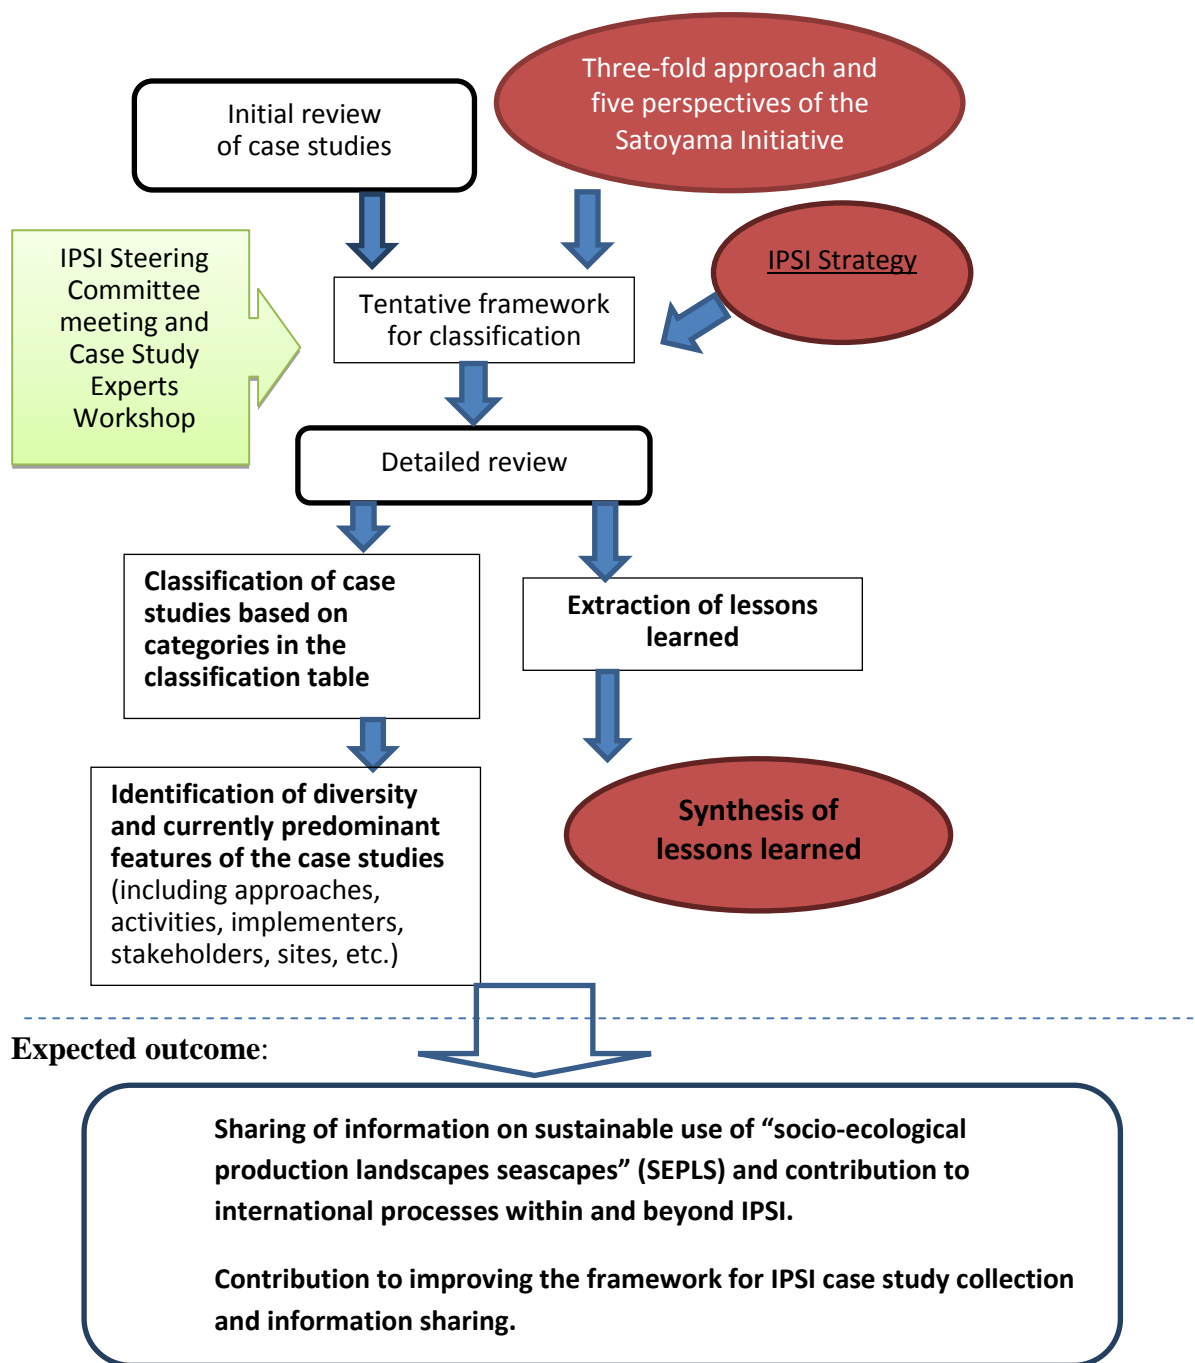 Initial review
of case studies
Three-fold approach and
five perspectives of the
Satoyama Initiative
IPSI Steering
Committee
meeting and
Case Study
Experts
Workshop
IPSI Strategy
Tentative framework
for classification
Detailed review
Classification of case
studies based on
categories in the
classification table
Extraction of lessons
learned
Identification of diversity
and currently predominant
features of the case studies
(including approaches,
activities, implementers,
stakeholders, sites, etc.)
Synthesis of
lessons learned
Expected outcome:
Sharing of information on sustainable use of “socio-ecological
production landscapes seascapes” (SEPLS) and contribution to
international processes within and beyond IPSI.
Contribution to improving the framework for IPSI case study collection
and information sharing.